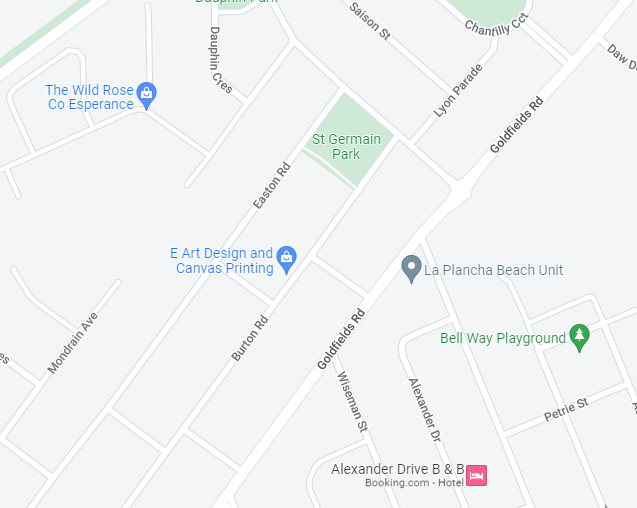 Dauphin Park
Saison St
Chantilly Cct
Dauphin Cres
Daw D
The Wild Rose
Co Esperance
Lyon Parade
Goldfields Rd
St Germain
Park
Easton Rd
E Art Design and
Canvas Printing
La Plancha Beach Unit
Mondrain Ave
Burton Rd
Goldfields Rd
Bell Way Playground
es
Wiseman St
Alexander Dr
Petrie St
Alexander Drive B & B
Booking.com - Hotel